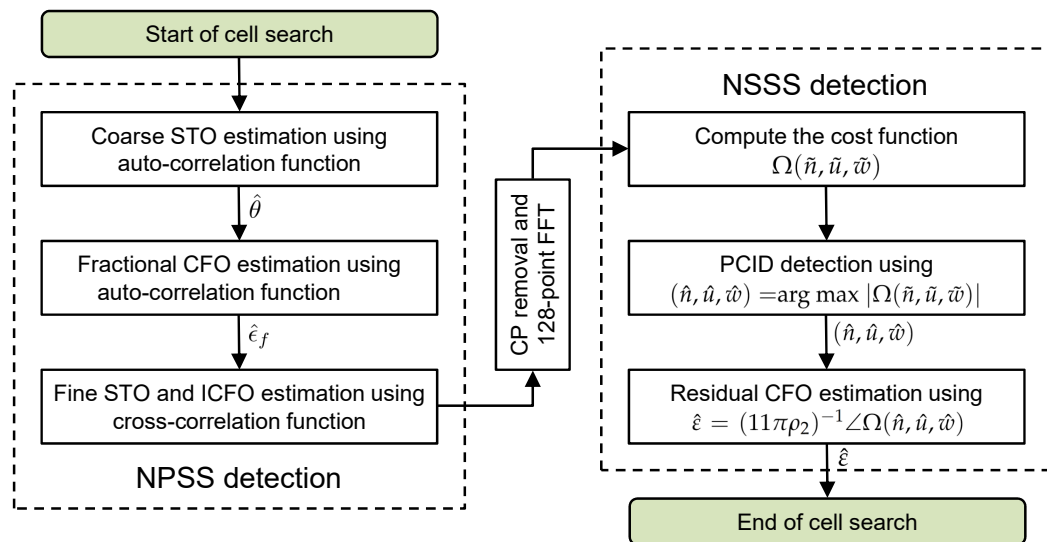 Start of cell search
Coarse STO estimation using
auto-correlation function
θ̂
Fractional CFO estimation using
auto-correlation function
ϵ̂_f
Fine STO and ICFO estimation using
cross-correlation function
NPSS detection
CP removal and
128-point FFT
NSSS detection
Compute the cost function
Ω(ñ, ũ, w̃)
PCID detection using
(n̂, û, ŵ) =arg max |Ω(ñ, ũ, w̃)|
(n̂, û, ŵ)
Residual CFO estimation using
ε̂ = (11πρ₂)⁻¹∠Ω(n̂, û, ŵ)
ε̂
End of cell search